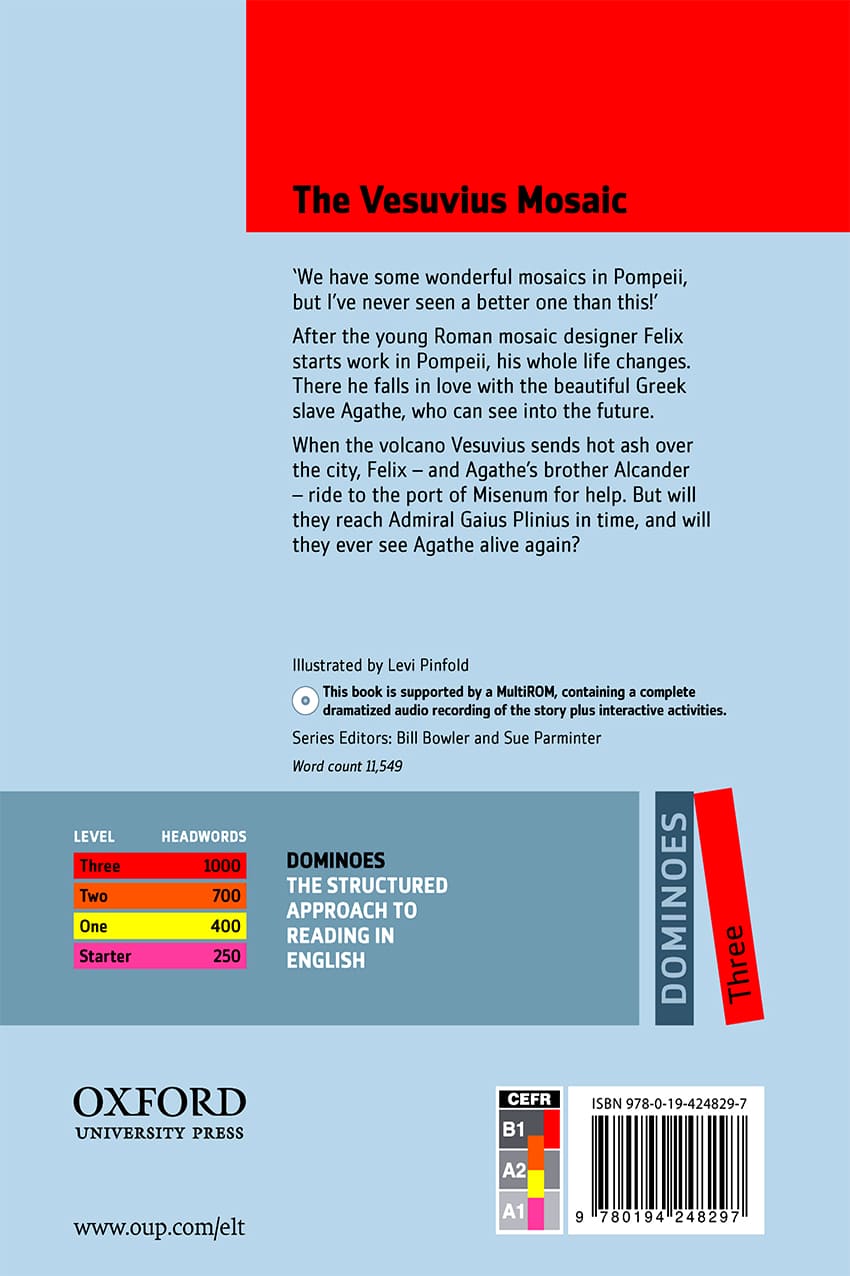 The Vesuvius Mosaic
‘We have some wonderful mosaics in Pompeii,
but I’ve never seen a better one than this!’
After the young Roman mosaic designer Felix
starts work in Pompeii, his whole life changes.
There he falls in love with the beautiful Greek
slave Agathe, who can see into the future.
When the volcano Vesuvius sends hot ash over
the city, Felix – and Agathe’s brother Alcander
– ride to the port of Misenum for help. But will
they reach Admiral Gaius Plinius in time, and will
they ever see Agathe alive again?
Illustrated by Levi Pinfold
This book is supported by a MultiROM, containing a complete
dramatized audio recording of the story plus interactive activities.
Series Editors: Bill Bowler and Sue Parminter
Word count 11,549
LEVEL HEADWORDS
Three 1000
Two 700
One 400
Starter 250
DOMINOES
THE STRUCTURED
APPROACH TO
READING IN
ENGLISH
DOMINOES
Three
OXFORD
UNIVERSITY PRESS
www.oup.com/elt
CEFR
B1
A2
A1
ISBN 978-0-19-424829-7
9 780194 248297